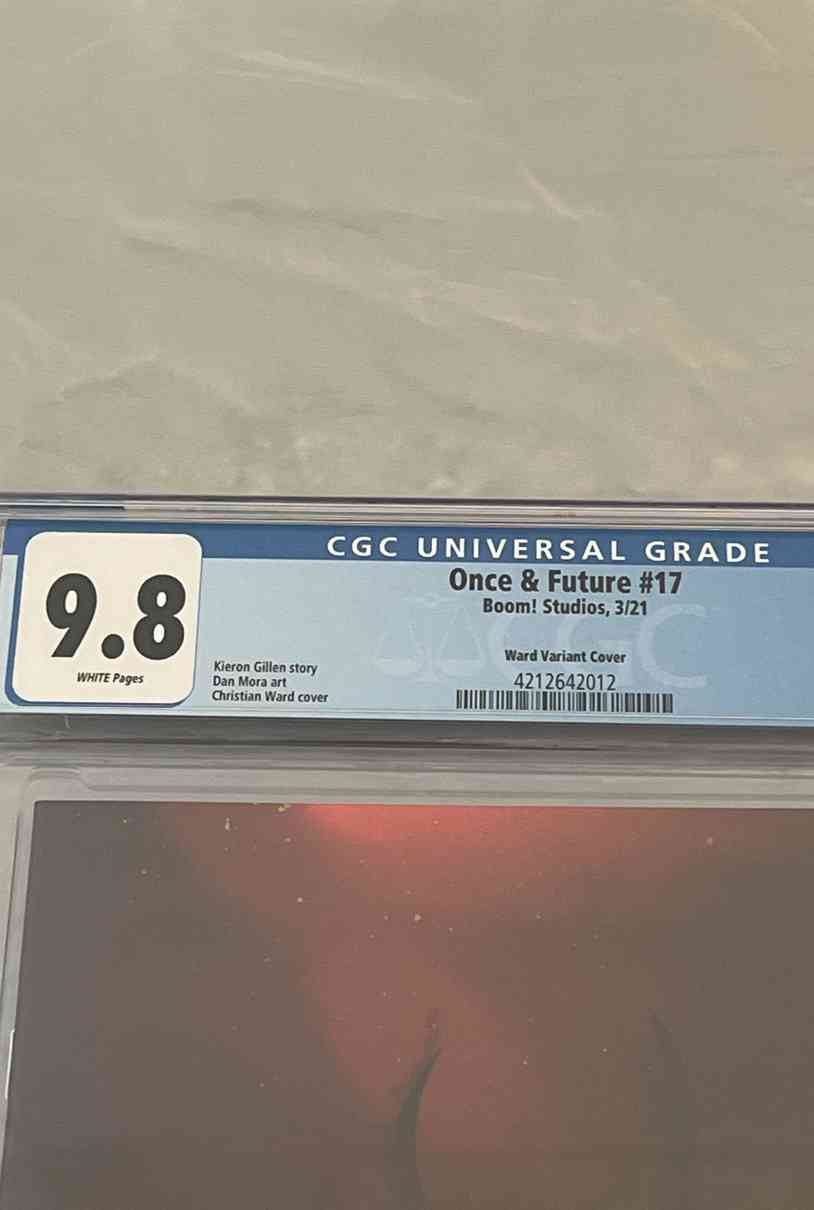 CGC UNIVERSAL GRADE
9.8
WHITE Pages
Once & Future #17
Boom! Studios, 3/21
Ward Variant Cover
Kieron Gillen story
Dan Mora art
Christian Ward cover
4212642012
CGC